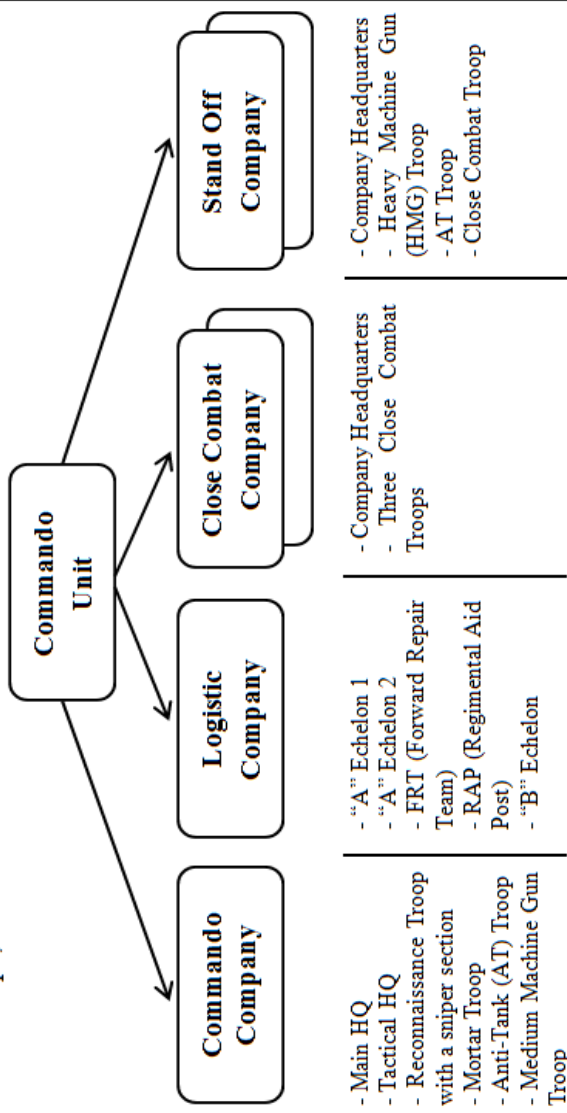 Commando
Unit
Commando
Company
Logistic
Company
Close Combat
Company
Stand Off
Company
- Main HQ
- Tactical HQ
- Reconnaissance Troop
with a sniper section
- Mortar Troop
- Anti-Tank (AT) Troop
- Medium Machine Gun
Troop
- “A” Echelon 1
- “A” Echelon 2
- FRT (Forward Repair
Team)
- RAP (Regimental Aid
Post)
- “B” Echelon
- Company Headquarters
- Three Close Combat
Troops
- Company Headquarters
- Heavy Machine Gun
(HMG) Troop
- AT Troop
- Close Combat Troop